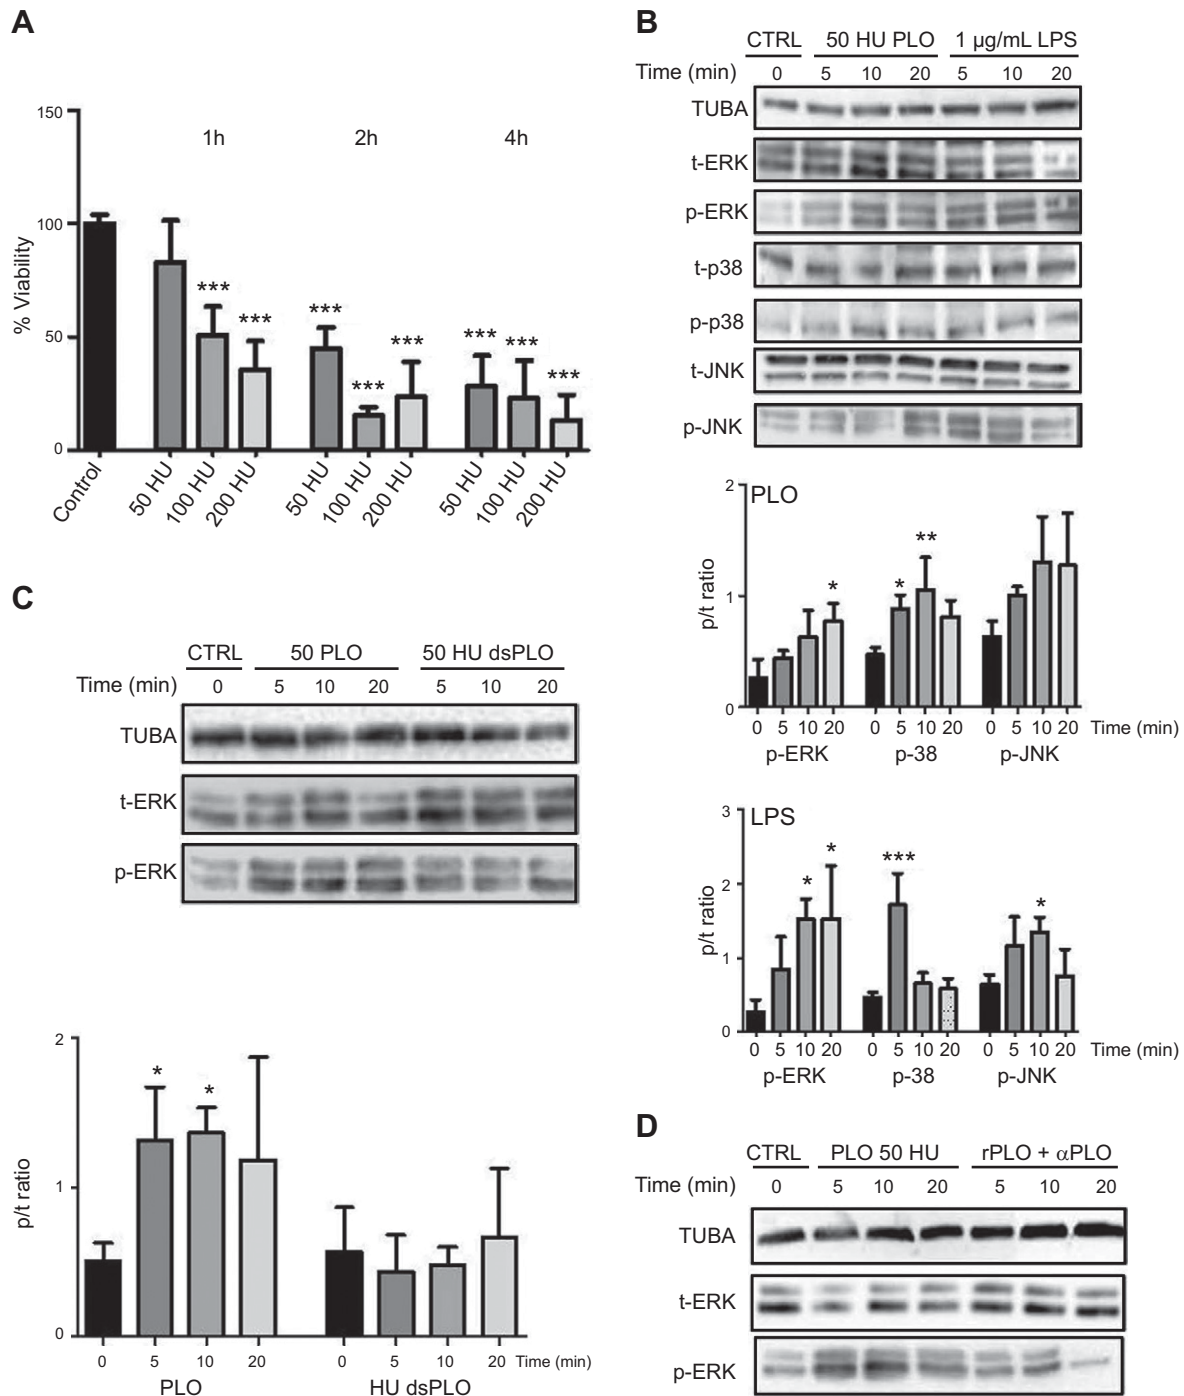 A
150
1h 2h 4h
100
% Viability
***
***
***
***
***
***
***
***
50
0
Control
50 HU
100 HU
200 HU
50 HU
100 HU
200 HU
50 HU
100 HU
200 HU
B
CTRL 50 HU PLO 1 µg/mL LPS
Time (min) 0 5 10 20 5 10 20
TUBA
t-ERK
p-ERK
t-p38
p-p38
t-JNK
p-JNK
2
PLO
**
* *
1
p/t ratio
0
0 5 10 20 0 5 10 20 0 5 10 20 Time (min)
p-ERK p-38 p-JNK
3
LPS
* ***
2
* *
p/t ratio
1
0
0 5 10 20 0 5 10 20 0 5 10 20 Time (min)
p-ERK p-38 p-JNK
C
CTRL 50 PLO 50 HU dsPLO
Time (min) 0 5 10 20 5 10 20
TUBA
t-ERK
p-ERK
2
* *
p/t ratio
1
0
0 5 10 20 0 5 10 20 Time (min)
PLO HU dsPLO
D
CTRL PLO 50 HU rPLO + αPLO
Time (min) 0 5 10 20 5 10 20
TUBA
t-ERK
p-ERK